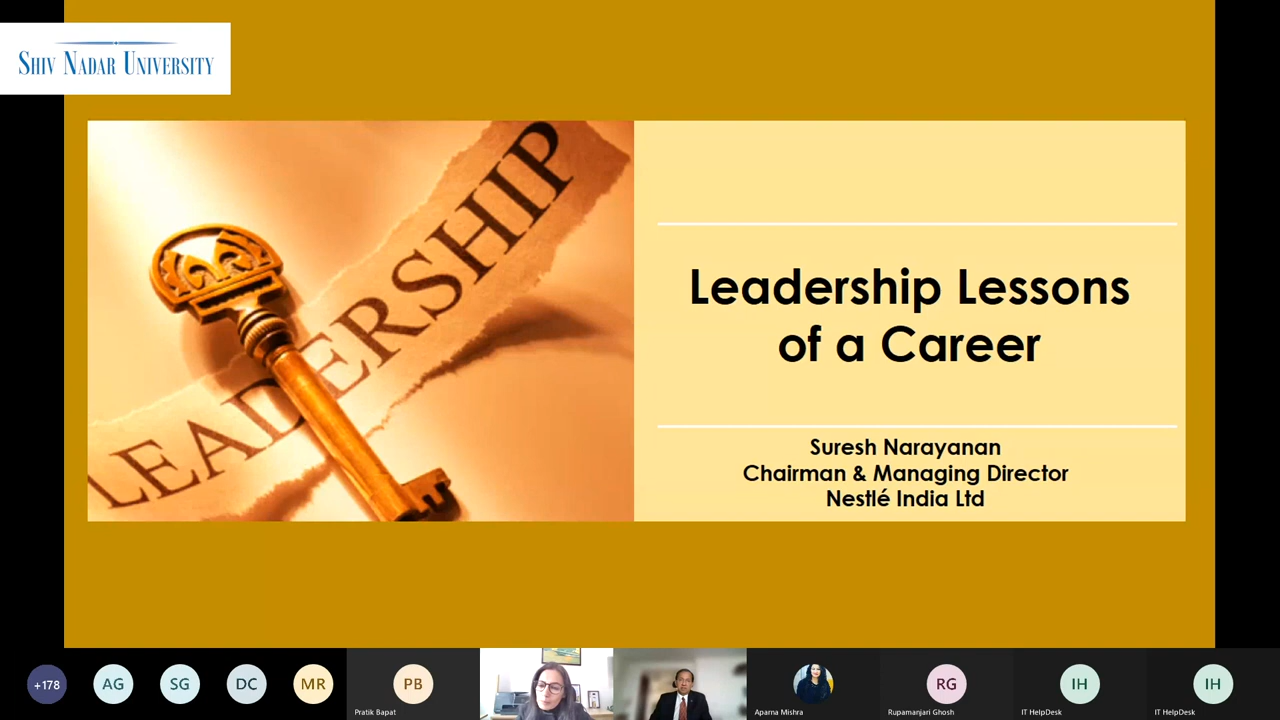 SHIV NADAR UNIVERSITY
LEADERSHIP
Leadership Lessons
of a Career
Suresh Narayanan
Chairman & Managing Director
Nestlé India Ltd
+178
AG
SG
DC
MR
PB
Pratik Bapat
Aparna Mishra
RG
Rupamanjari Ghosh
IH
IT HelpDesk
IH
IT HelpDesk